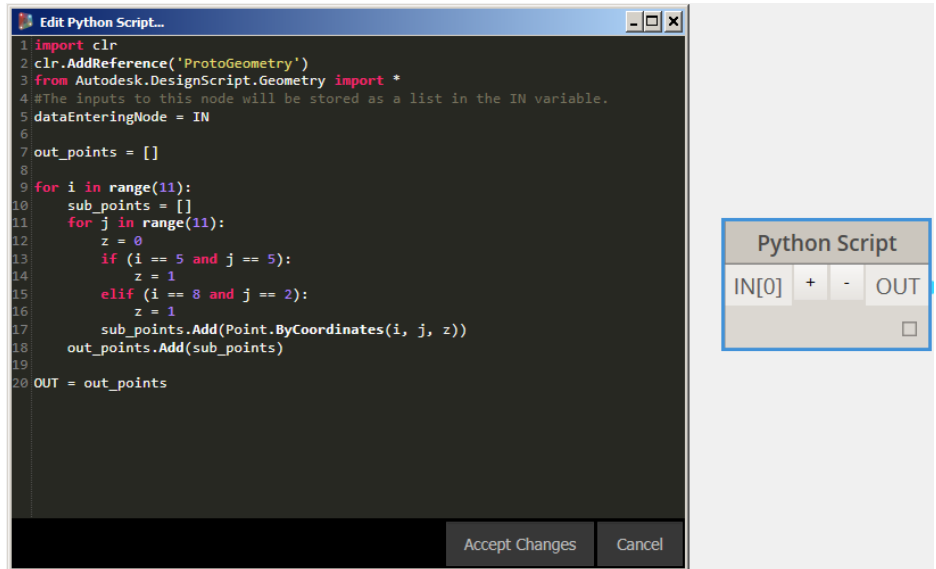 Edit Python Script...
1 import clr
2 clr.AddReference('ProtoGeometry')
3 from Autodesk.DesignScript.Geometry import *
4 #The inputs to this node will be stored as a list in the IN variable.
5 dataEnteringNode = IN
6
7 out_points = []
8
9 for i in range(11):
10     sub_points = []
11     for j in range(11):
12         z = 0
13         if (i == 5 and j == 5):
14             z = 1
15         elif (i == 8 and j == 2):
16             z = 1
17         sub_points.Add(Point.ByCoordinates(i, j, z))
18     out_points.Add(sub_points)
19
20 OUT = out_points
Accept Changes Cancel
Python Script
IN[0] + - OUT